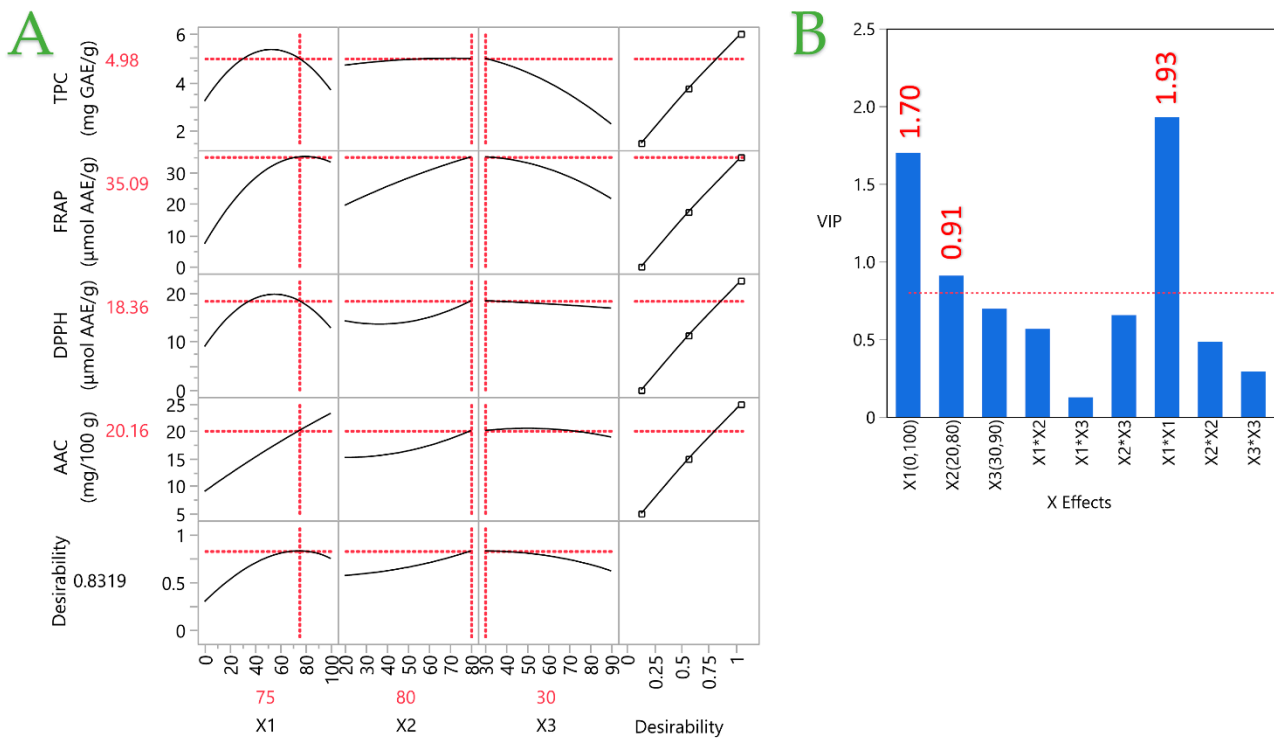 A
TPC
(mg GAE/g)
4.98
6
4
2
FRAP
(µmol AAE/g)
35.09
30
20
10
0
DPPH
(µmol AAE/g)
18.36
20
10
0
AAC
(mg/100 g)
20.16
25
20
15
10
5
Desirability
0.8319
1
0.5
0
0 20 40 60 80 100
20 30 40 50 60 70 80
30 40 50 60 70 80 90
0 0.25 0.5 0.75 1
75 80 30
X1 X2 X3 Desirability
B
VIP
2.5
2.0
1.5
1.0
0.5
0
1.70
0.91
1.93
X1(0,100)
X2(20,80)
X3(30,90)
X1*X2
X1*X3
X2*X3
X1*X1
X2*X2
X3*X3
X Effects